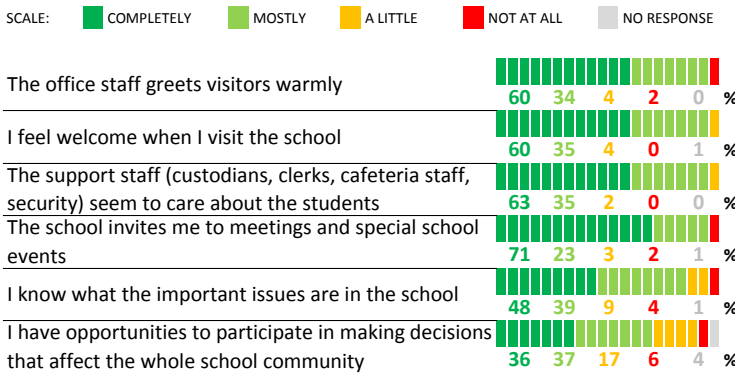 SCALE: COMPLETELY MOSTLY A LITTLE NOT AT ALL NO RESPONSE
The office staff greets visitors warmly
60 34 4 2 0 %
I feel welcome when I visit the school
60 35 4 0 1 %
The support staff (custodians, clerks, cafeteria staff,
security) seem to care about the students
63 35 2 0 0 %
The school invites me to meetings and special school
events
71 23 3 2 1 %
I know what the important issues are in the school
48 39 9 4 1 %
I have opportunities to participate in making decisions
that affect the whole school community
36 37 17 6 4 %